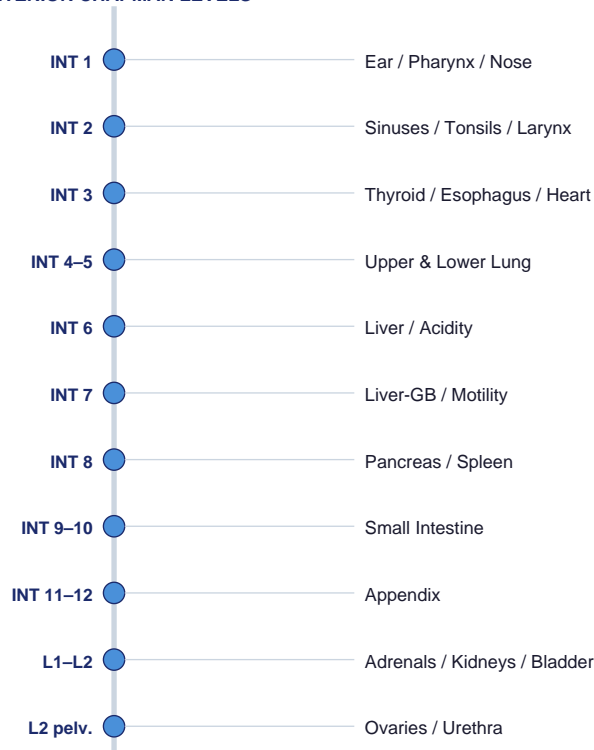 INT 1 Ear / Pharynx / Nose
INT 2 Sinuses / Tonsils / Larynx
INT 3 Thyroid / Esophagus / Heart
INT 4–5 Upper & Lower Lung
INT 6 Liver / Acidity
INT 7 Liver-GB / Motility
INT 8 Pancreas / Spleen
INT 9–10 Small Intestine
INT 11–12 Appendix
L1–L2 Adrenals / Kidneys / Bladder
L2 pelv. Ovaries / Urethra